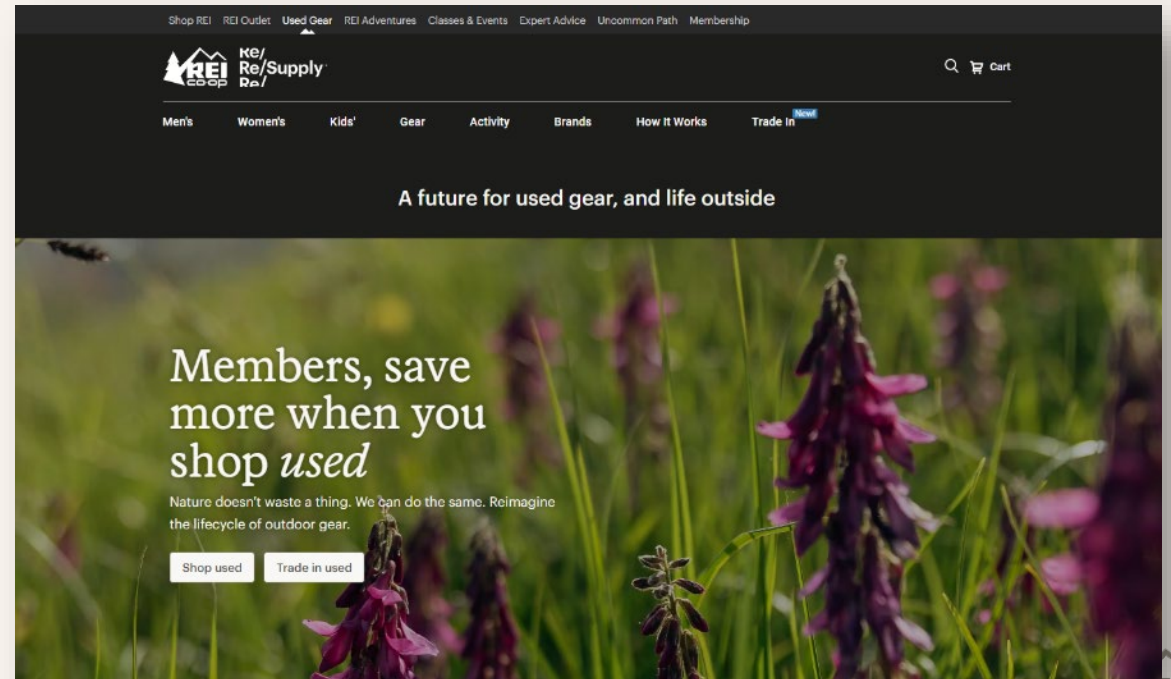 Shop REI REI Outlet Used Gear REI Adventures Classes & Events Expert Advice Uncommon Path Membership
REI
CO·OP
Re/
Re/Supply
Re/
Cart
Men's Women's Kids' Gear Activity Brands How It Works Trade In New!
A future for used gear, and life outside
Members, save
more when you
shop used
Nature doesn't waste a thing. We can do the same. Reimagine
the lifecycle of outdoor gear.
Shop used Trade in used